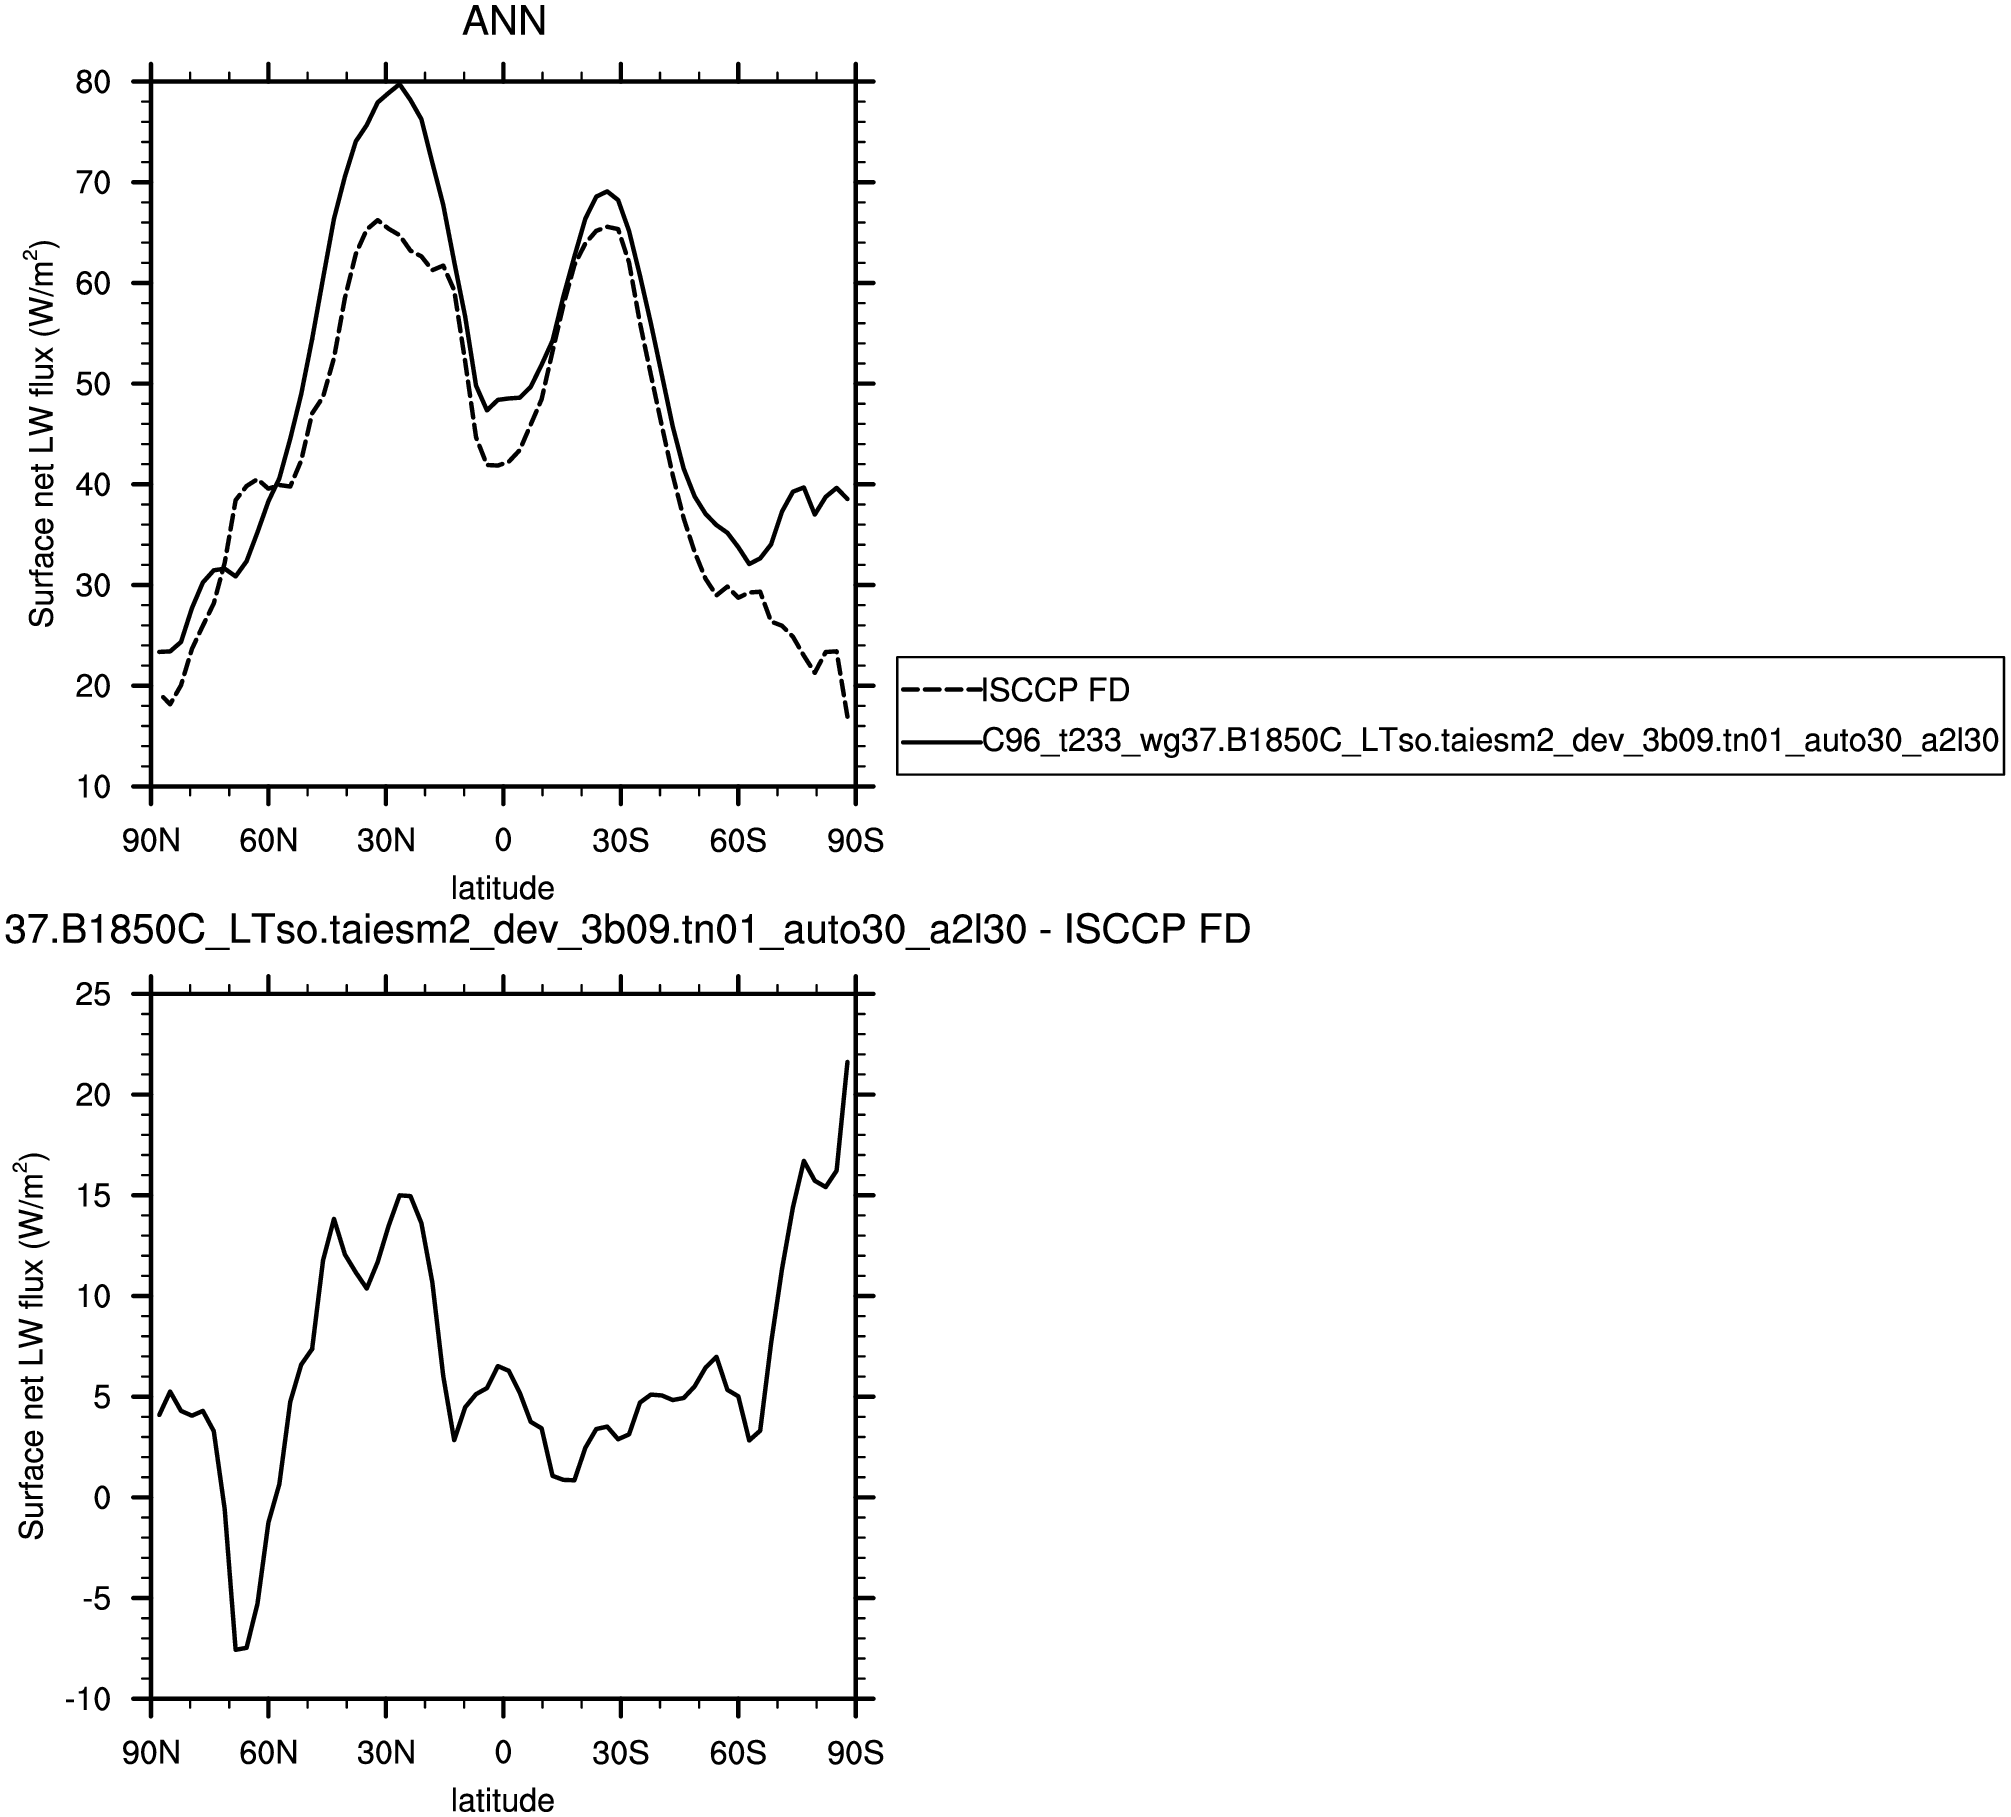 ANN
80
70
60
50
40
30
20
10
Surface net LW flux (W/m²)
90N 60N 30N 0 30S 60S 90S
latitude
ISCCP FD
C96_t233_wg37.B1850C_LTso.taiesm2_dev_3b09.tn01_auto30_a2l30
37.B1850C_LTso.taiesm2_dev_3b09.tn01_auto30_a2l30 - ISCCP FD
25
20
15
10
5
0
-5
-10
Surface net LW flux (W/m²)
90N 60N 30N 0 30S 60S 90S
latitude